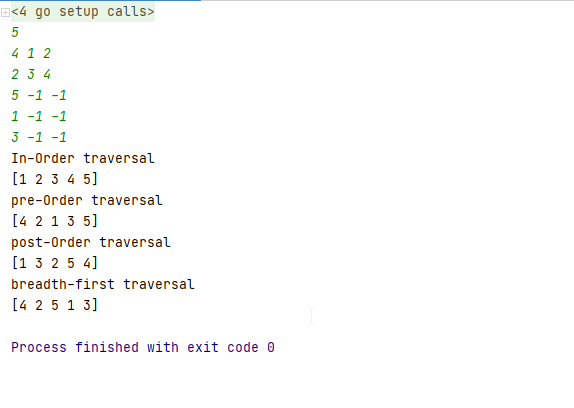 <4 go setup calls>
5
4 1 2
2 3 4
5 -1 -1
1 -1 -1
3 -1 -1
In-Order traversal
[1 2 3 4 5]
pre-Order traversal
[4 2 1 3 5]
post-Order traversal
[1 3 2 5 4]
breadth-first traversal
[4 2 5 1 3]
Process finished with exit code 0